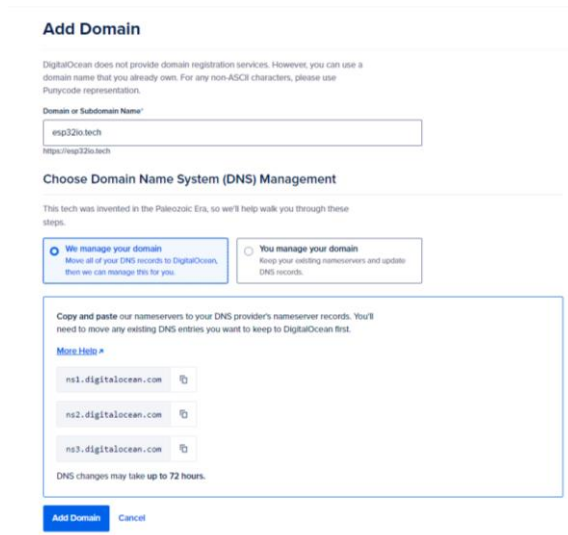 Add Domain
DigitalOcean does not provide domain registration services. However, you can use a
domain name that you already own. For any non-ASCII characters, please use
Punycode representation.
Domain or Subdomain Name*
esp32io.tech
https://esp32io.tech
Choose Domain Name System (DNS) Management
This tech was invented in the Paleozoic Era, so we'll help walk you through these
steps.
We manage your domain
Move all of your DNS records to DigitalOcean,
then we can manage this for you.
You manage your domain
Keep your existing nameservers and update
DNS records.
Copy and paste our nameservers to your DNS provider's nameserver records. You'll
need to move any existing DNS entries you want to keep to DigitalOcean first.
More Help
ns1.digitalocean.com
ns2.digitalocean.com
ns3.digitalocean.com
DNS changes may take up to 72 hours.
Add Domain Cancel